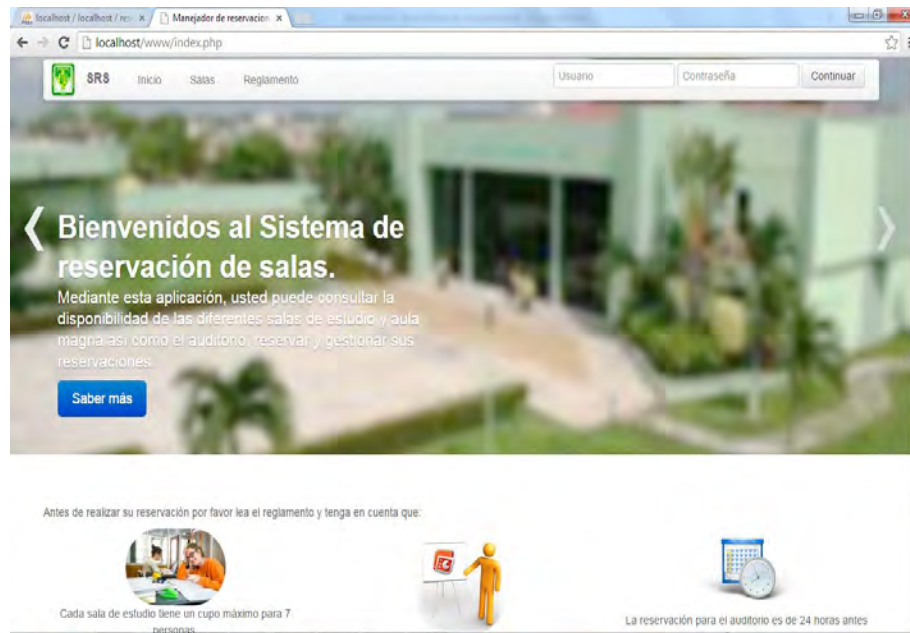 localhost / localhost / res
Manejador de reservacion
localhost/www/index.php
SRS Inicio Salas Reglamento Usuario Contraseña Continuar
Bienvenidos al Sistema de
reservación de salas.
Mediante esta aplicación, usted puede consultar la
disponibilidad de las diferentes salas de estudio y aula
magna asi como el auditorio, reservar y gestionar sus
reservaciones.
Saber más
Antes de realizar su reservación por favor lea el reglamento y tenga en cuenta que:
Cada sala de estudio tiene un cupo máximo para 7
personas
La reservación para el auditorio es de 24 horas antes